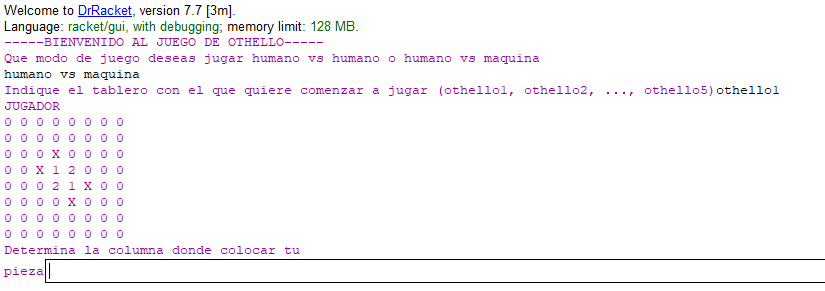 Welcome to DrRacket, version 7.7 [3m].
Language: racket/gui, with debugging; memory limit: 128 MB.
-----BIENVENIDO AL JUEGO DE OTHELLO-----
Que modo de juego deseas jugar humano vs humano o humano vs maquina
humano vs maquina
Indique el tablero con el que quiere comenzar a jugar (othello1, othello2, ..., othello5)othello1
JUGADOR
0 0 0 0 0 0 0 0
0 0 0 0 0 0 0 0
0 0 0 X 0 0 0 0
0 0 X 1 2 0 0 0
0 0 0 2 1 X 0 0
0 0 0 0 X 0 0 0
0 0 0 0 0 0 0 0
0 0 0 0 0 0 0 0
Determina la columna donde colocar tu
pieza